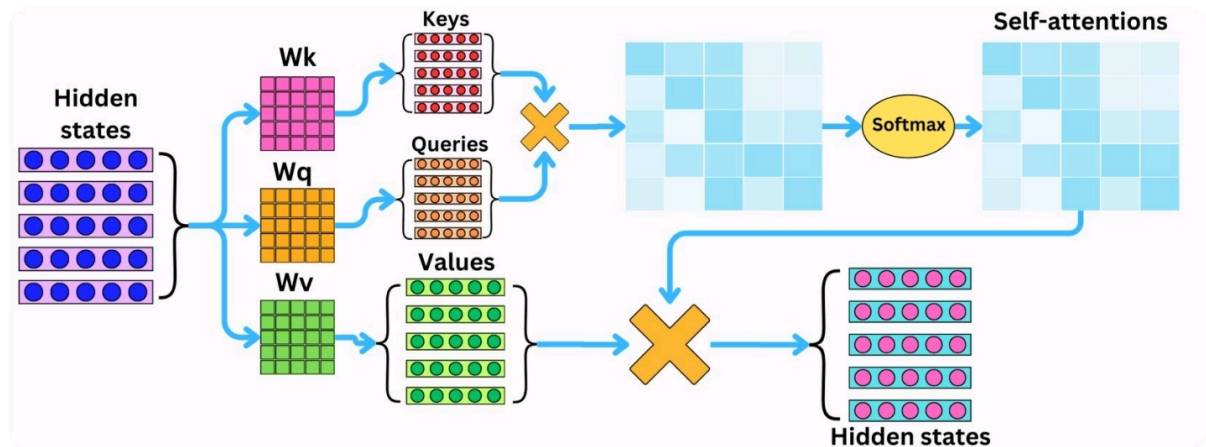 Hidden
states
Wk
Wq
Wv
Keys
Queries
Values
Softmax
Self-attentions
Hidden states